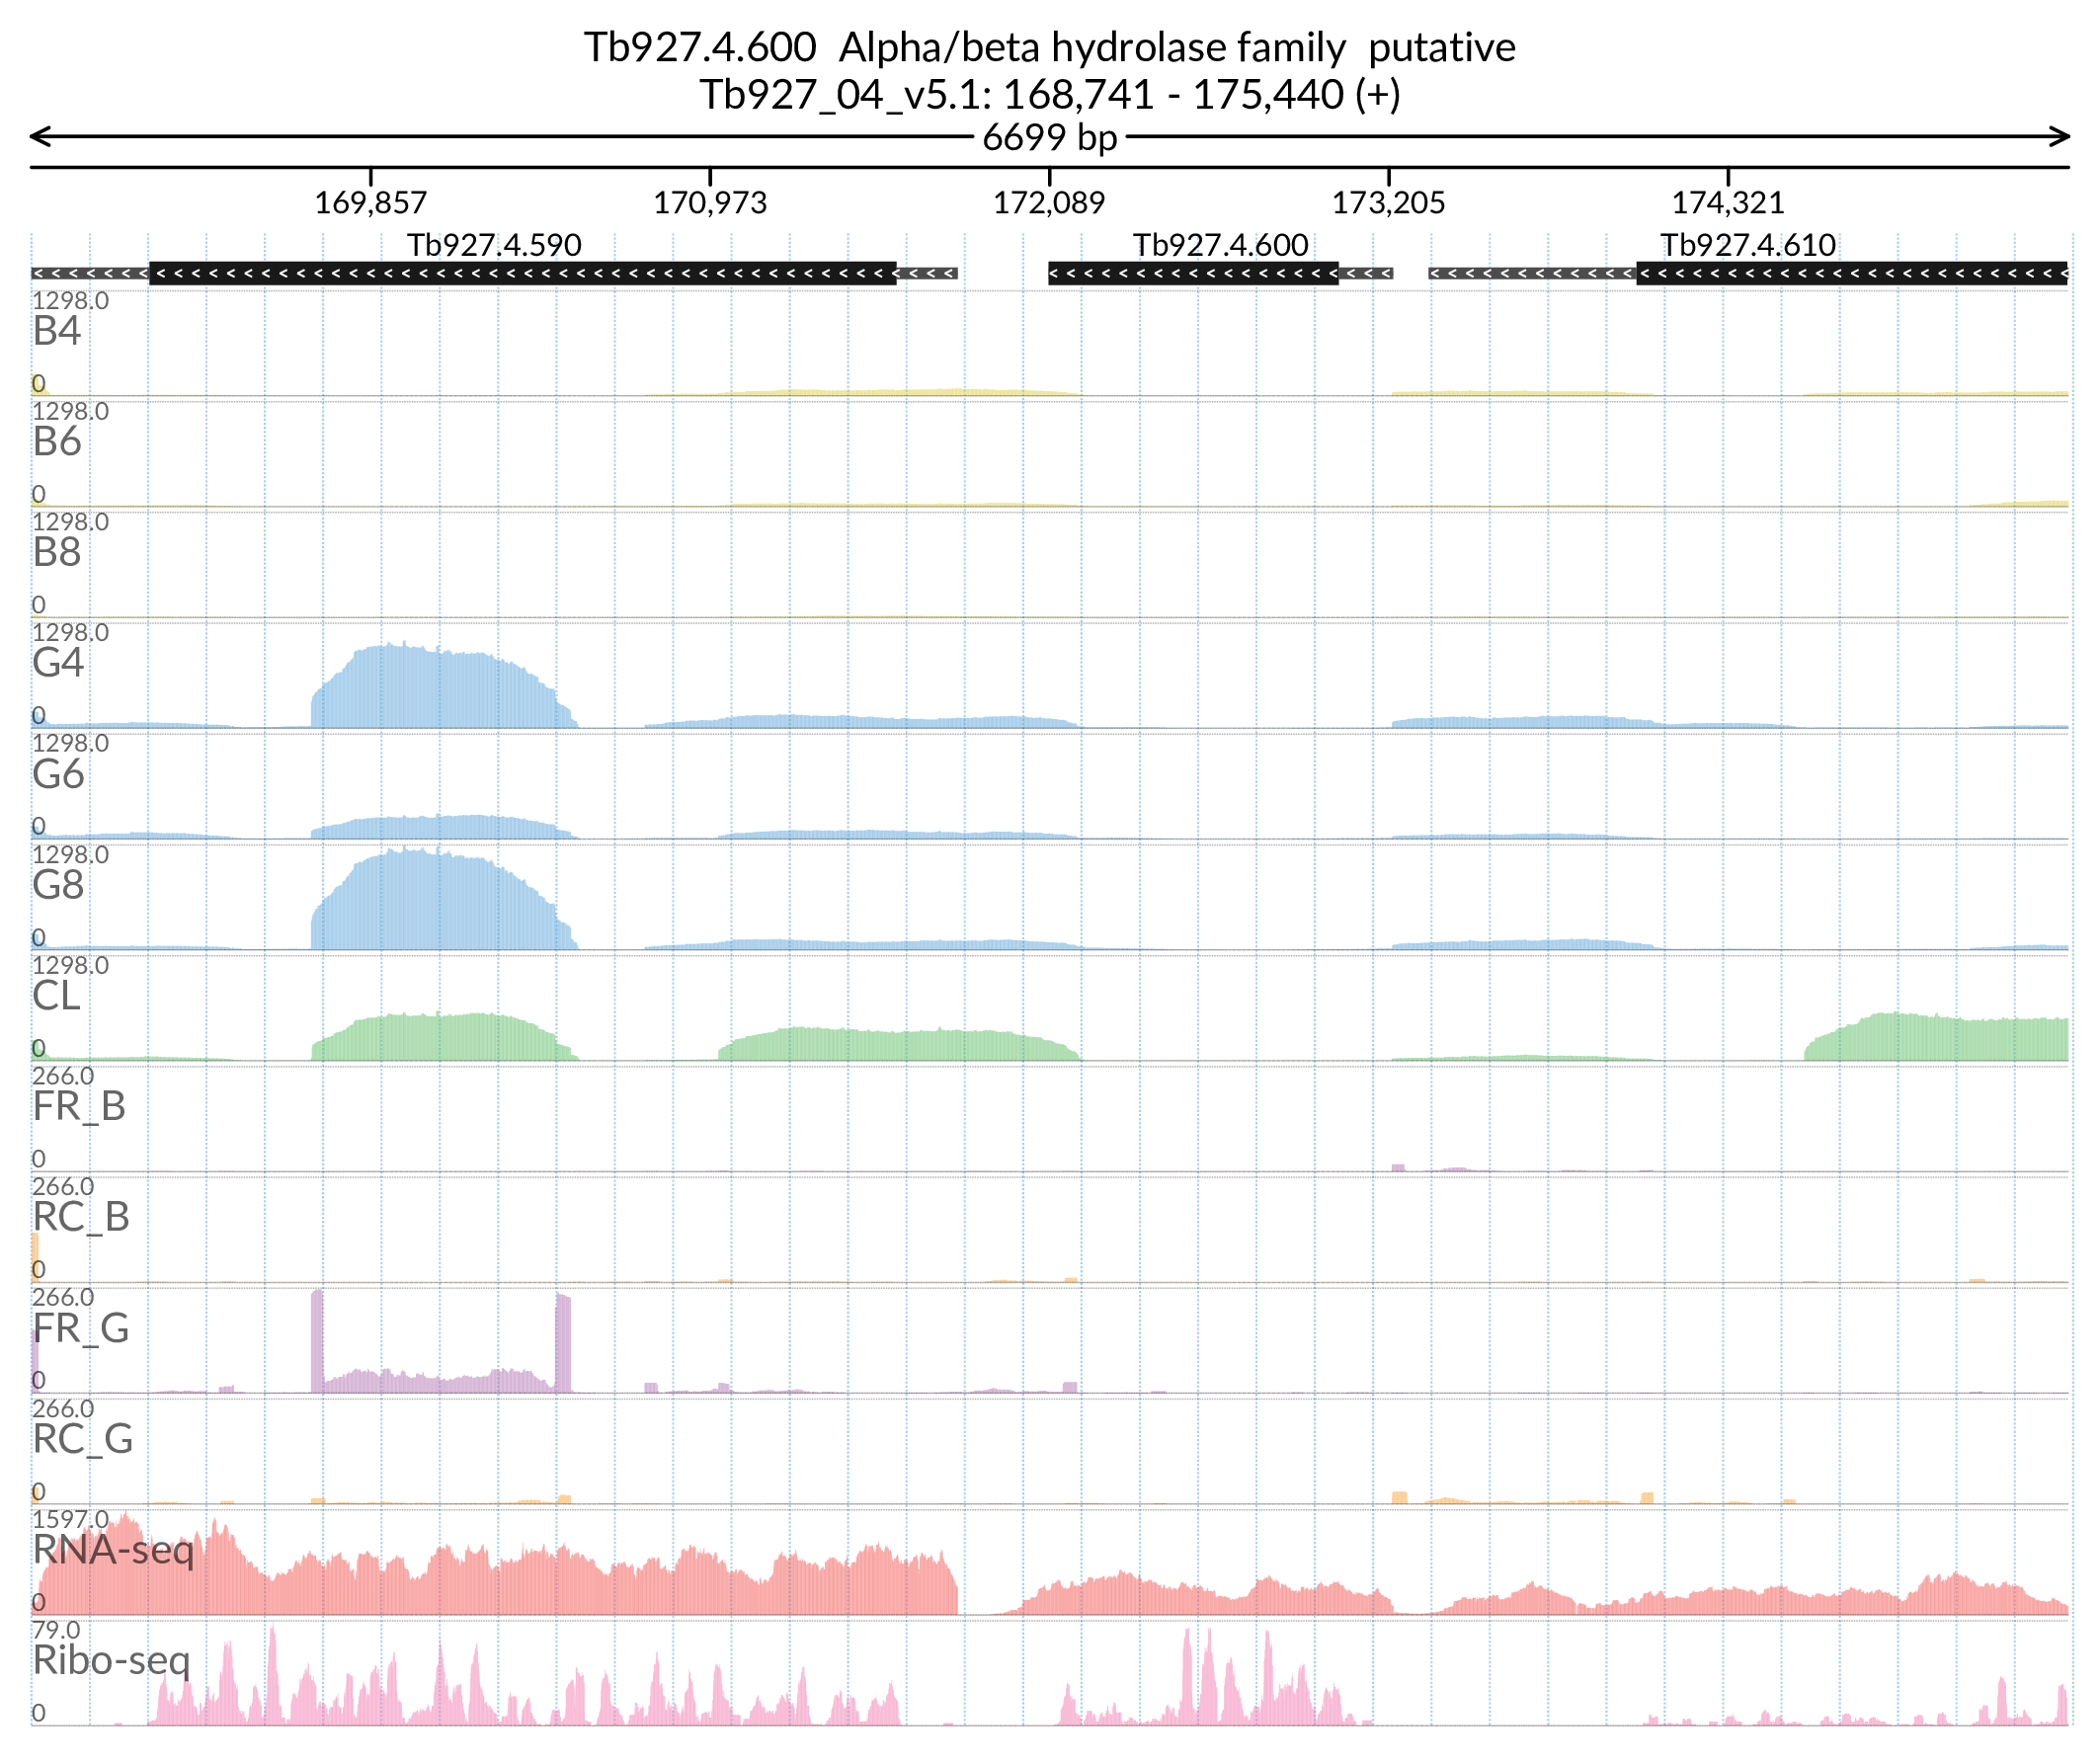 Tb927.4.600 Alpha/beta hydrolase family putative
Tb927_04_v5.1: 168,741 - 175,440 (+)
6699 bp
169,857 170,973 172,089 173,205 174,321
Tb927.4.590 Tb927.4.600 Tb927.4.610
1298.0
B4
0
1298.0
B6
0
1298.0
B8
0
1298.0
G4
0
1298.0
G6
0
1298.0
G8
0
1298.0
CL
0
266.0
FR_B
0
266.0
RC_B
0
266.0
FR_G
0
266.0
RC_G
0
1597.0
RNA-seq
0
79.0
Ribo-seq
0